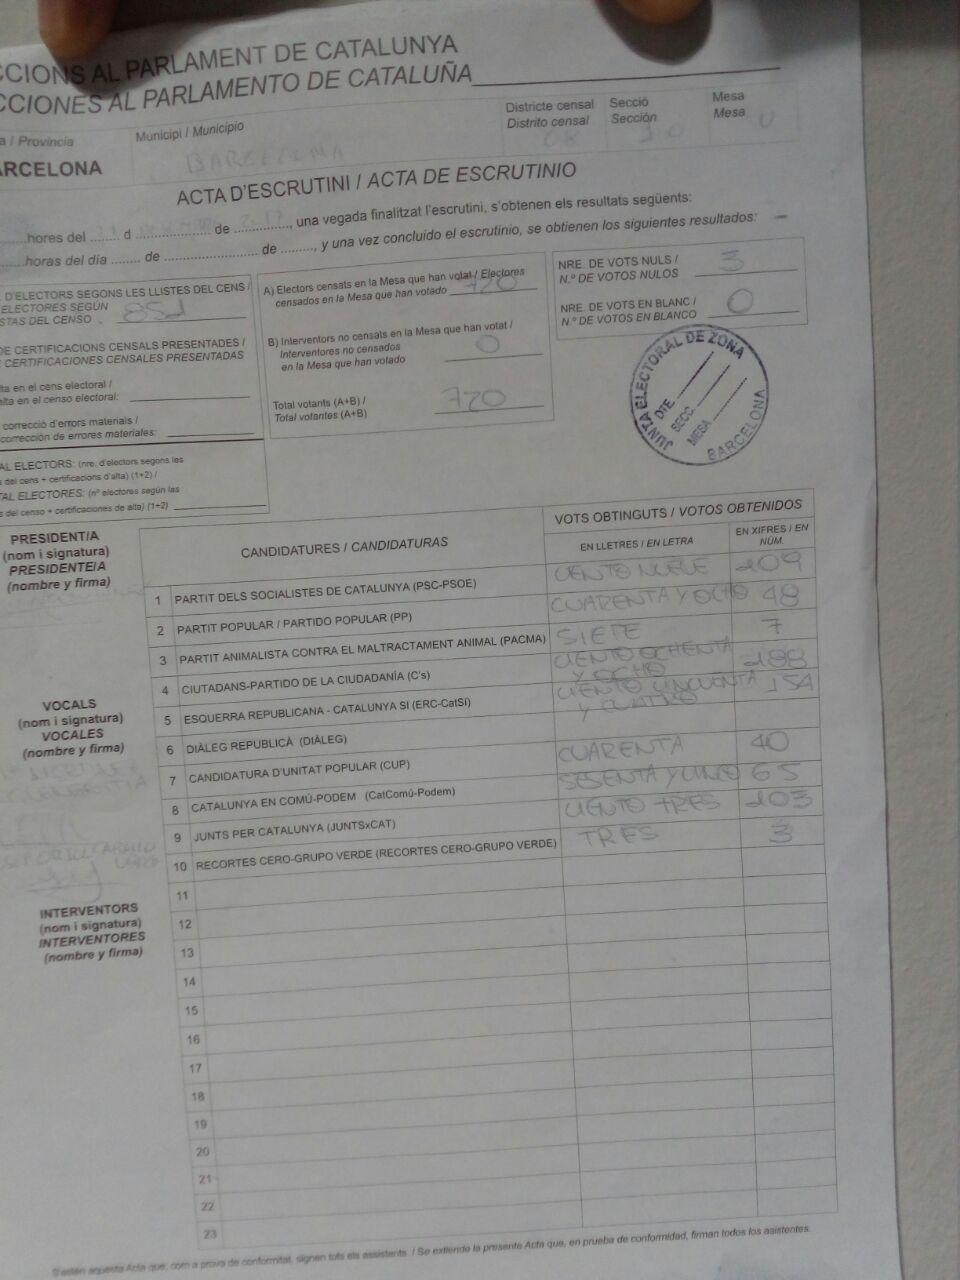 CCIONS AL PARLAMENT DE CATALUNYA
CCIONES AL PARLAMENTO DE CATALUÑA
a / Provincia
ARCELONA
Municipi / Municipio
BARCELONA
Districte censal
Distrito censal
08
Secció
Sección
Mesa
Mesa
U
ACTA D'ESCRUTINI / ACTA DE ESCRUTINIO
hores del 21 d de 2017, una vegada finalitzat l'escrutini, s'obtenen els resultats següents:
horas del día de de , y una vez concluido el escrutinio, se obtienen los siguientes resultados:
D'ELECTORS SEGONS LES LLISTES DEL CENS /
ELECTORES SEGÚN
STAS DEL CENSO 851
DE CERTIFICACIONS CENSALS PRESENTADES /
CERTIFICACIONES CENSALES PRESENTADAS
lta en el cens electoral /
lta en el censo electoral:
correcció d'errors materials /
corrección de errores materiales:
AL ELECTORS: (nre. d'electors segons les
del cens + certificacions d'alta) (1+2) /
TAL ELECTORES: (nº electores según las
del censo + certificaciones de alta) (1+2)
A) Electors censats en la Mesa que han votat / Electores
censados en la Mesa que han votado 720
B) Interventors no censats en la Mesa que han votat /
Interventores no censados
en la Mesa que han votado 0
Total votants (A+B) /
Total votantes (A+B) 720
NRE. DE VOTS NULS /
N.º DE VOTOS NULOS 3
NRE. DE VOTS EN BLANC /
N.º DE VOTOS EN BLANCO 0
JUNTA ELECTORAL DE ZONA
DTE.
SECC.
MESA
BARCELONA
PRESIDENT/A
(nom i signatura)
PRESIDENTE/A
(nombre y firma)
VOCALS
(nom i signatura)
VOCALES
(nombre y firma)
INTERVENTORS
(nom i signatura)
INTERVENTORES
(nombre y firma)
CANDIDATURES / CANDIDATURAS
VOTS OBTINGUTS / VOTOS OBTENIDOS
EN LLETRES / EN LETRA
EN XIFRES / EN
NÚM.
1 PARTIT DELS SOCIALISTES DE CATALUNYA (PSC-PSOE) CIENTO NUEVE 109
2 PARTIT POPULAR / PARTIDO POPULAR (PP) CUARENTA Y OCHO 48
3 PARTIT ANIMALISTA CONTRA EL MALTRACTAMENT ANIMAL (PACMA) SIETE 7
4 CIUTADANS-PARTIDO DE LA CIUDADANÍA (C's) CIENTO OCHENTA Y OCHO 188
5 ESQUERRA REPUBLICANA - CATALUNYA SI (ERC-CatSí) CIENTO CINCUENTA Y CUATRO 154
6 DIÀLEG REPUBLICÀ (DIÀLEG)
7 CANDIDATURA D'UNITAT POPULAR (CUP) CUARENTA 40
8 CATALUNYA EN COMÚ-PODEM (CatComú-Podem) SESENTA Y CINCO 65
9 JUNTS PER CATALUNYA (JUNTSxCAT) CIENTO TRES 103
10 RECORTES CERO-GRUPO VERDE (RECORTES CERO-GRUPO VERDE) TRES 3
11
12
13
14
15
16
17
18
19
20
21
22
23
S'estén aquesta Acta que, com a prova de conformitat, signen tots els assistents. / Se extiende la presente Acta que, en prueba de conformidad, firman todos los asistentes.